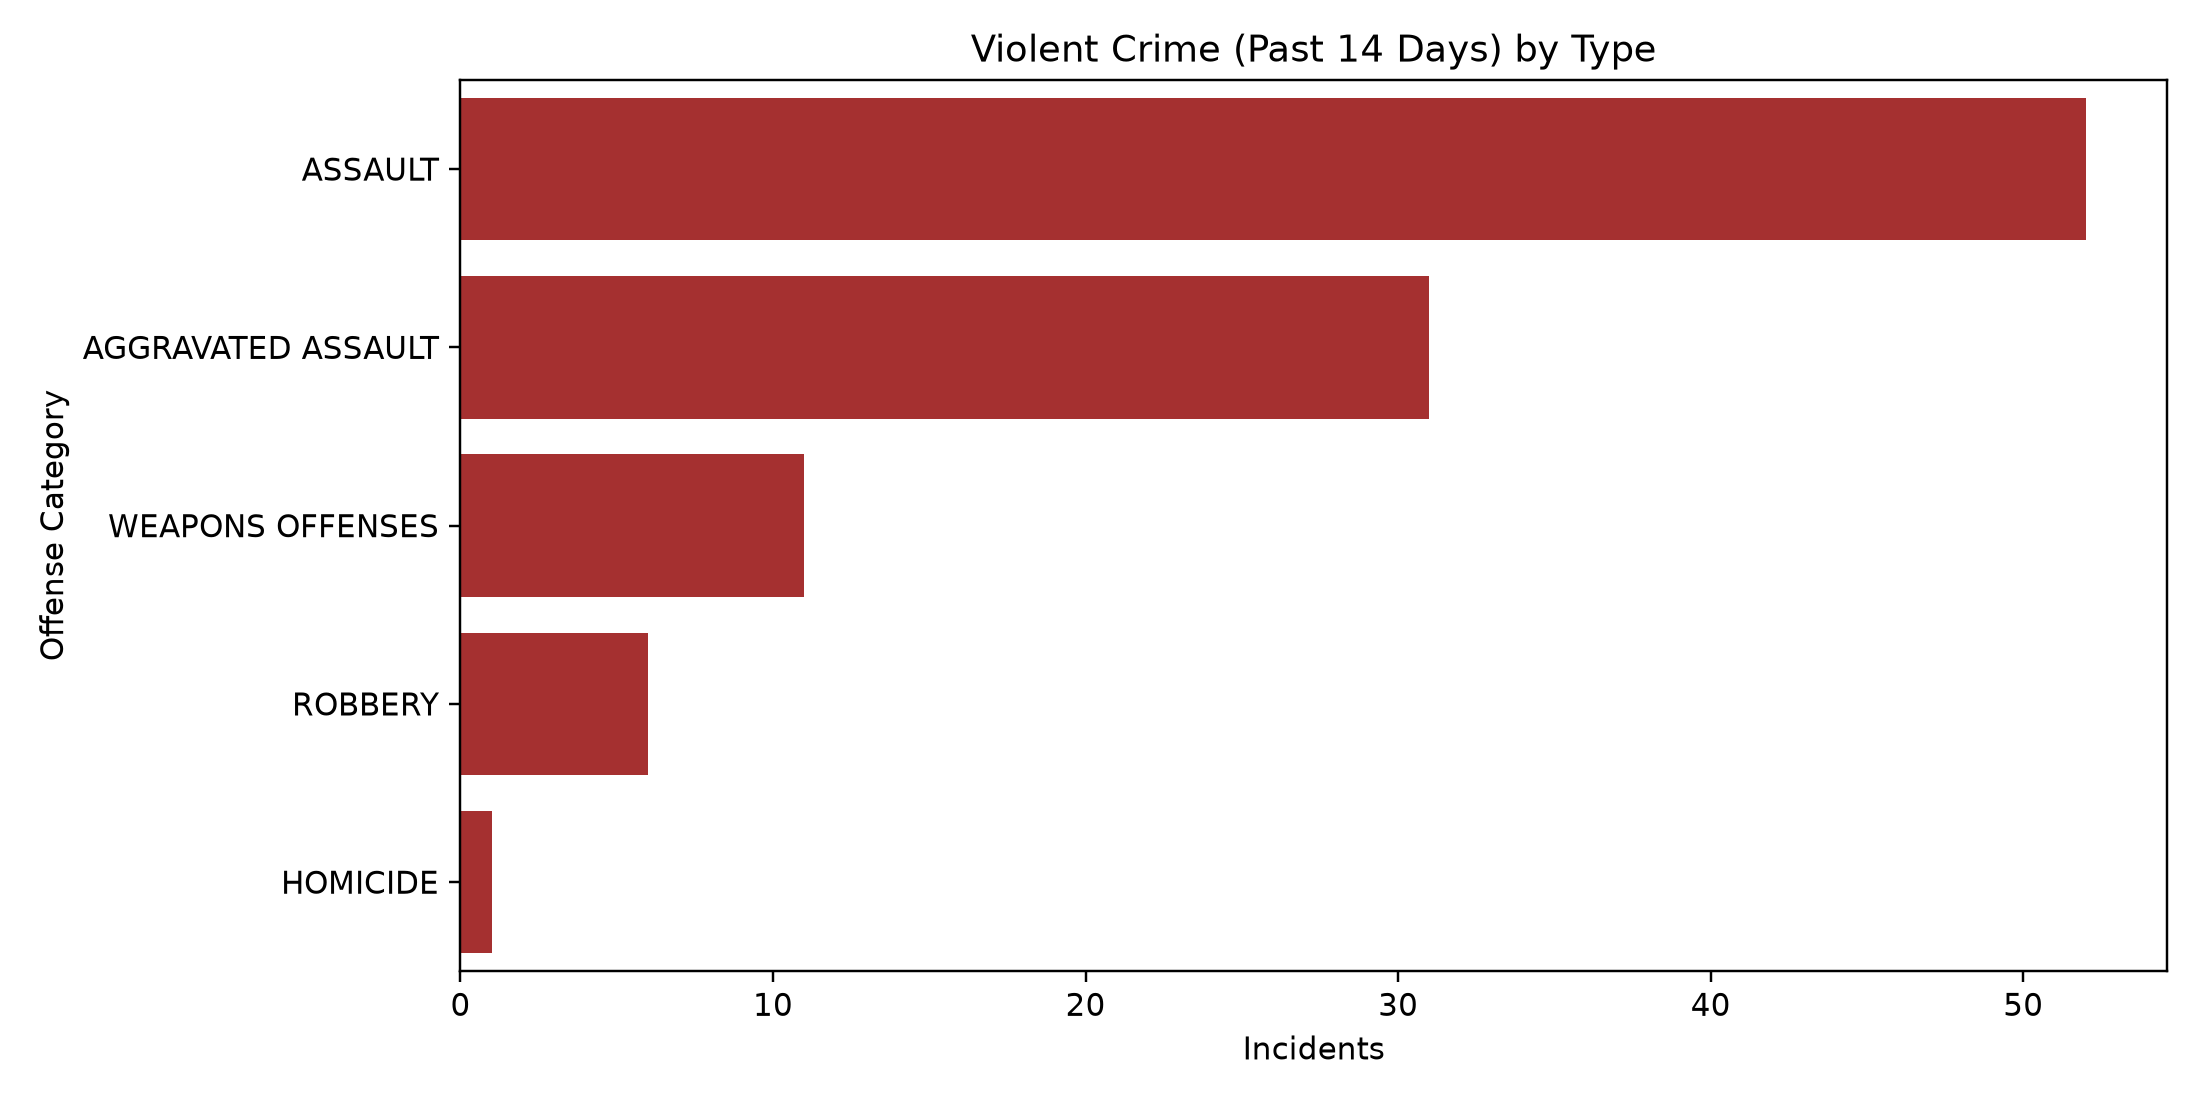 Violent Crime (Past 14 Days) by Type
ASSAULT
AGGRAVATED ASSAULT
WEAPONS OFFENSES
ROBBERY
HOMICIDE
Offense Category
0 10 20 30 40 50
Incidents